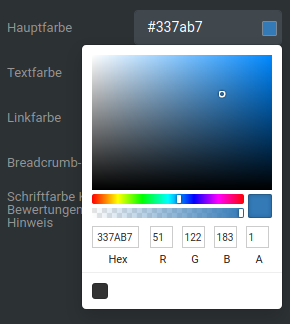 Hauptfarbe #337ab7
Textfarbe
Linkfarbe
Breadcrumb-
Schriftfarbe
Bewertungen
Hinweis
337AB7 51 122 183 1
Hex R G B A